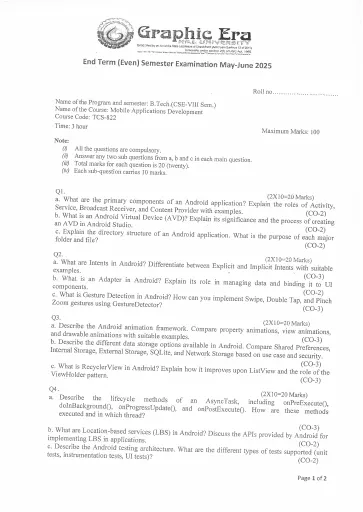 Graphic Era
End Term (Even) Semester Examination May-June 2025
Roll no
Name of the Program and semester: B.Tech.(CSE-VIII Sem.)
Name of the Course: Mobile Applications Development
Course Code: TCS-822
Time: 3 hour
Maximum Marks: 100
Note:
(i) All the questions are compulsory.
(ii) Answer any two sub questions from a, b and c in each main question.
(iii) Total marks for each question is 20 (twenty).
(iv) Each sub-question carries 10 marks.
Q1.
(2X10=20 Marks)
a. What are the primary components of an Android application? Explain the roles of Activity,
Service, Broadcast Receiver, and Content Provider with examples. (CO-2)
b. What is an Android Virtual Device (AVD)? Explain its significance and the process of creating
an AVD in Android Studio. (CO-2)
c. Explain the directory structure of an Android application. What is the purpose of each major
folder and file? (CO-2)
Q2.
(2X10=20 Marks)
a. What are Intents in Android? Differentiate between Explicit and Implicit Intents with suitable
examples. (CO-3)
b. What is an Adapter in Android? Explain its role in managing data and binding it to UI
components. (CO-2)
c. What is Gesture Detection in Android? How can you implement Swipe, Double Tap, and Pinch
Zoom gestures using GestureDetector? (CO-3)
Q3.
(2X10=20 Marks)
a. Describe the Android animation framework. Compare property animations, view animations,
and drawable animations with suitable examples. (CO-3)
b. Describe the different data storage options available in Android. Compare Shared Preferences,
Internal Storage, External Storage, SQLite, and Network Storage based on use case and security.
(CO-3)
c. What is RecyclerView in Android? Explain how it improves upon ListView and the role of the
ViewHolder pattern. (CO-3)
Q4.
(2X10=20 Marks)
a. Describe the lifecycle methods of an AsyncTask, including onPreExecute(),
doInBackground(), onProgressUpdate(), and onPostExecute(). How are these methods
executed and in which thread?
(CO-3)
b. What are Location-based services (LBS) in Android? Discuss the APIs provided by Android for
implementing LBS in applications. (CO-2)
c. Describe the Android testing architecture. What are the different types of tests supported (unit
tests, instrumentation tests, UI tests)? (CO-2)
Page 1 of 2